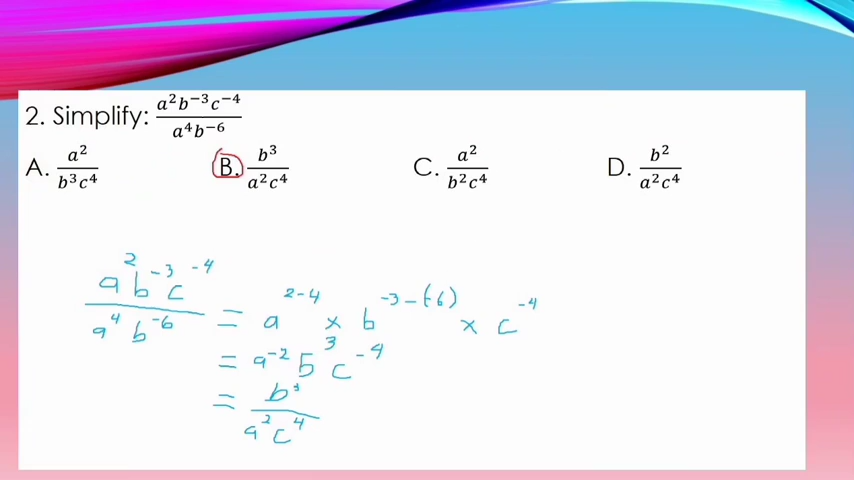 2. Simplify: a²b⁻³c⁻⁴ / a⁴b⁻⁶
A. a² / b³c⁴ B. b³ / a²c⁴ C. a² / b²c⁴ D. b² / a²c⁴
a²b⁻³c⁻⁴ / a⁴b⁻⁶ = a²⁻⁴ × b⁻³⁻⁽⁻⁶⁾ × c⁻⁴
= a⁻²b³c⁻⁴
= b³ / a²c⁴